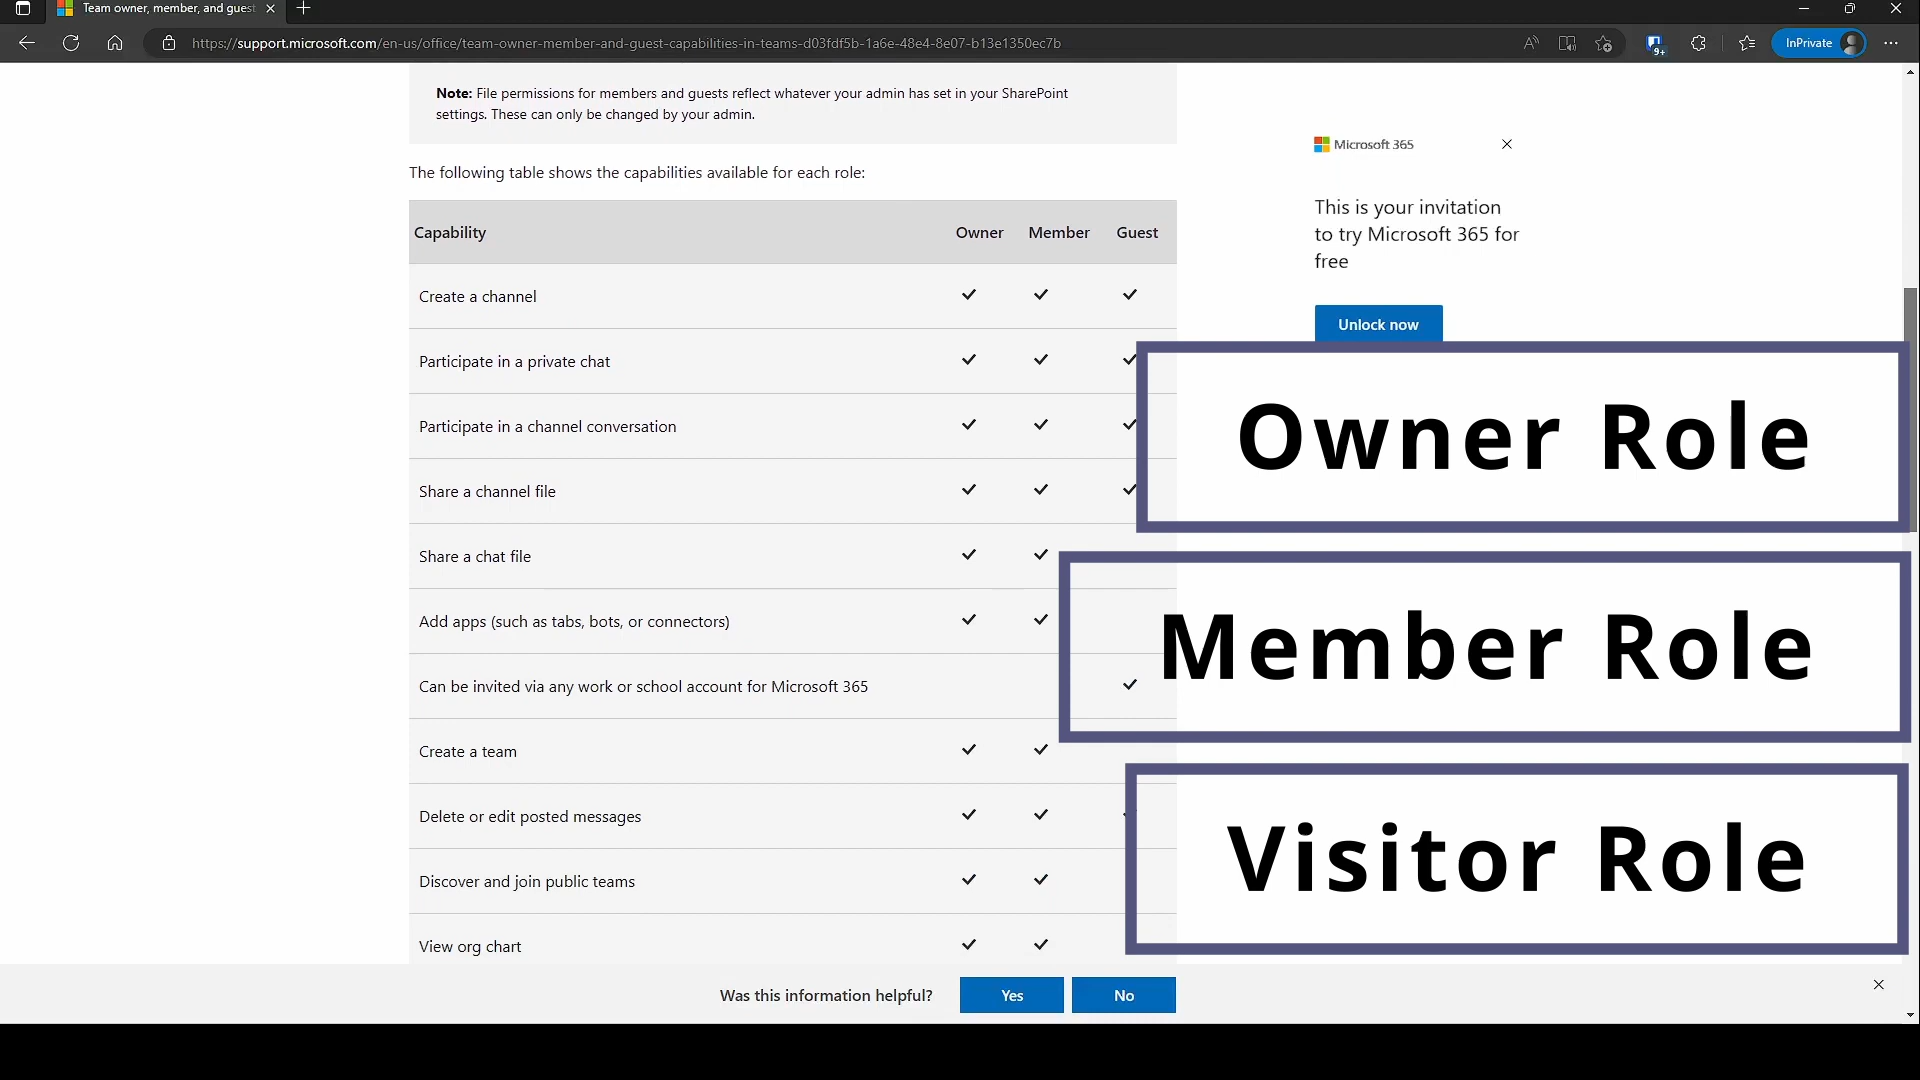 Team owner, member, and guest
https://support.microsoft.com/en-us/office/team-owner-member-and-guest-capabilities-in-teams-d03fdf5b-1a6e-48e4-8e07-b13e1350ec7b
9+
InPrivate
Note: File permissions for members and guests reflect whatever your admin has set in your SharePoint
settings. These can only be changed by your admin.
The following table shows the capabilities available for each role:
Capability Owner Member Guest
Create a channel
Participate in a private chat
Participate in a channel conversation
Share a channel file
Share a chat file
Add apps (such as tabs, bots, or connectors)
Can be invited via any work or school account for Microsoft 365
Create a team
Delete or edit posted messages
Discover and join public teams
View org chart
Microsoft 365
This is your invitation
to try Microsoft 365 for
free
Unlock now
Owner Role
Member Role
Visitor Role
Was this information helpful? Yes No